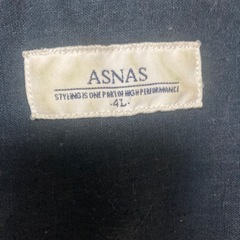 ASNAS
STYLING IS ONE PART OF HIGH PERFORMANCE
-4L-